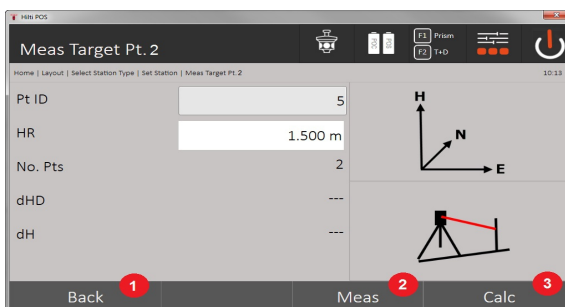 Hilti POS
Meas Target Pt. 2
POC
POS
F1 Prism
F2 T+D
Home | Layout | Select Station Type | Set Station | Meas Target Pt. 2
10:13
Pt ID 5
HR 1.500 m
No. Pts 2
dHD ---
dH ---
H
N
E
Back 1
Meas 2
Calc 3